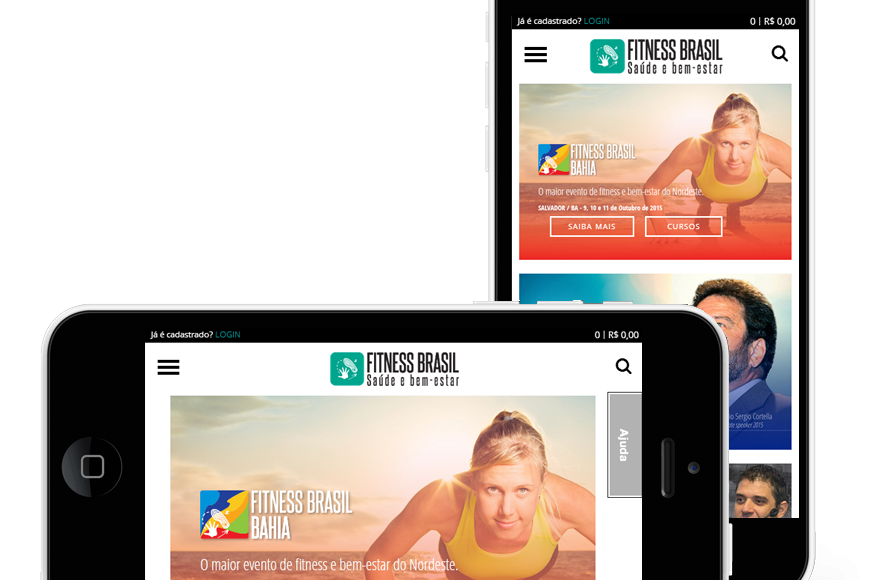 Já é cadastrado? LOGIN
0 | R$ 0,00
FITNESS BRASIL
Saúde e bem-estar
FITNESS BRASIL
BAHIA
O maior evento de fitness e bem-estar do Nordeste.
SALVADOR / BA - 9, 10 e 11 de Outubro de 2015
SAIBA MAIS
CURSOS
io Sergio Cortella
speaker 2015
Já é cadastrado? LOGIN
0 | R$ 0,00
FITNESS BRASIL
Saúde e bem-estar
Ajuda
FITNESS BRASIL
BAHIA
O maior evento de fitness e bem-estar do Nordeste.